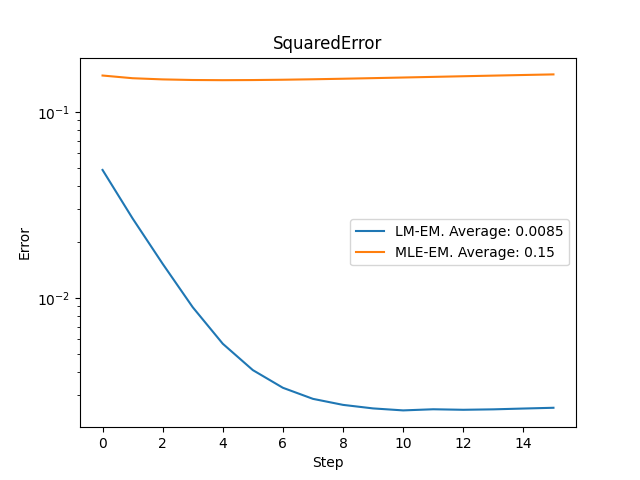 SquaredError
10⁻¹
10⁻²
Error
LM-EM. Average: 0.0085
MLE-EM. Average: 0.15
0 2 4 6 8 10 12 14
Step